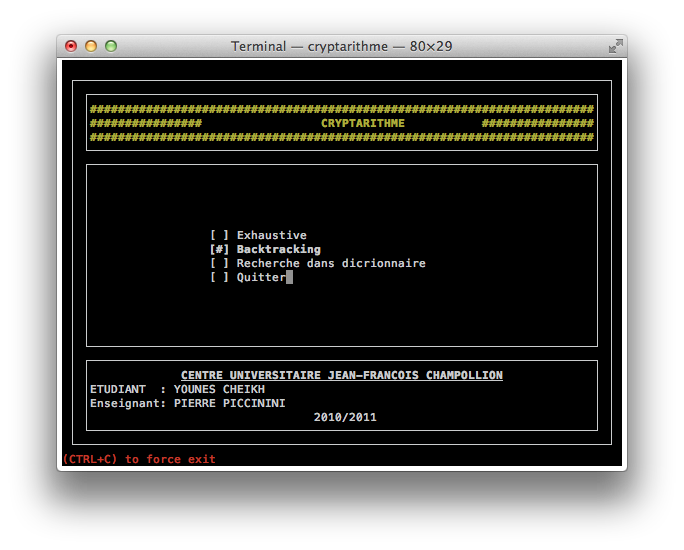 Terminal — cryptarithme — 80×29
########################################################################
################ CRYPTARITHME ################
########################################################################
[ ] Exhaustive
[#] Backtracking
[ ] Recherche dans dicrionnaire
[ ] Quitter
CENTRE UNIVERSITAIRE JEAN-FRANCOIS CHAMPOLLION
ETUDIANT : YOUNES CHEIKH
Enseignant: PIERRE PICCININI
2010/2011
(CTRL+C) to force exit